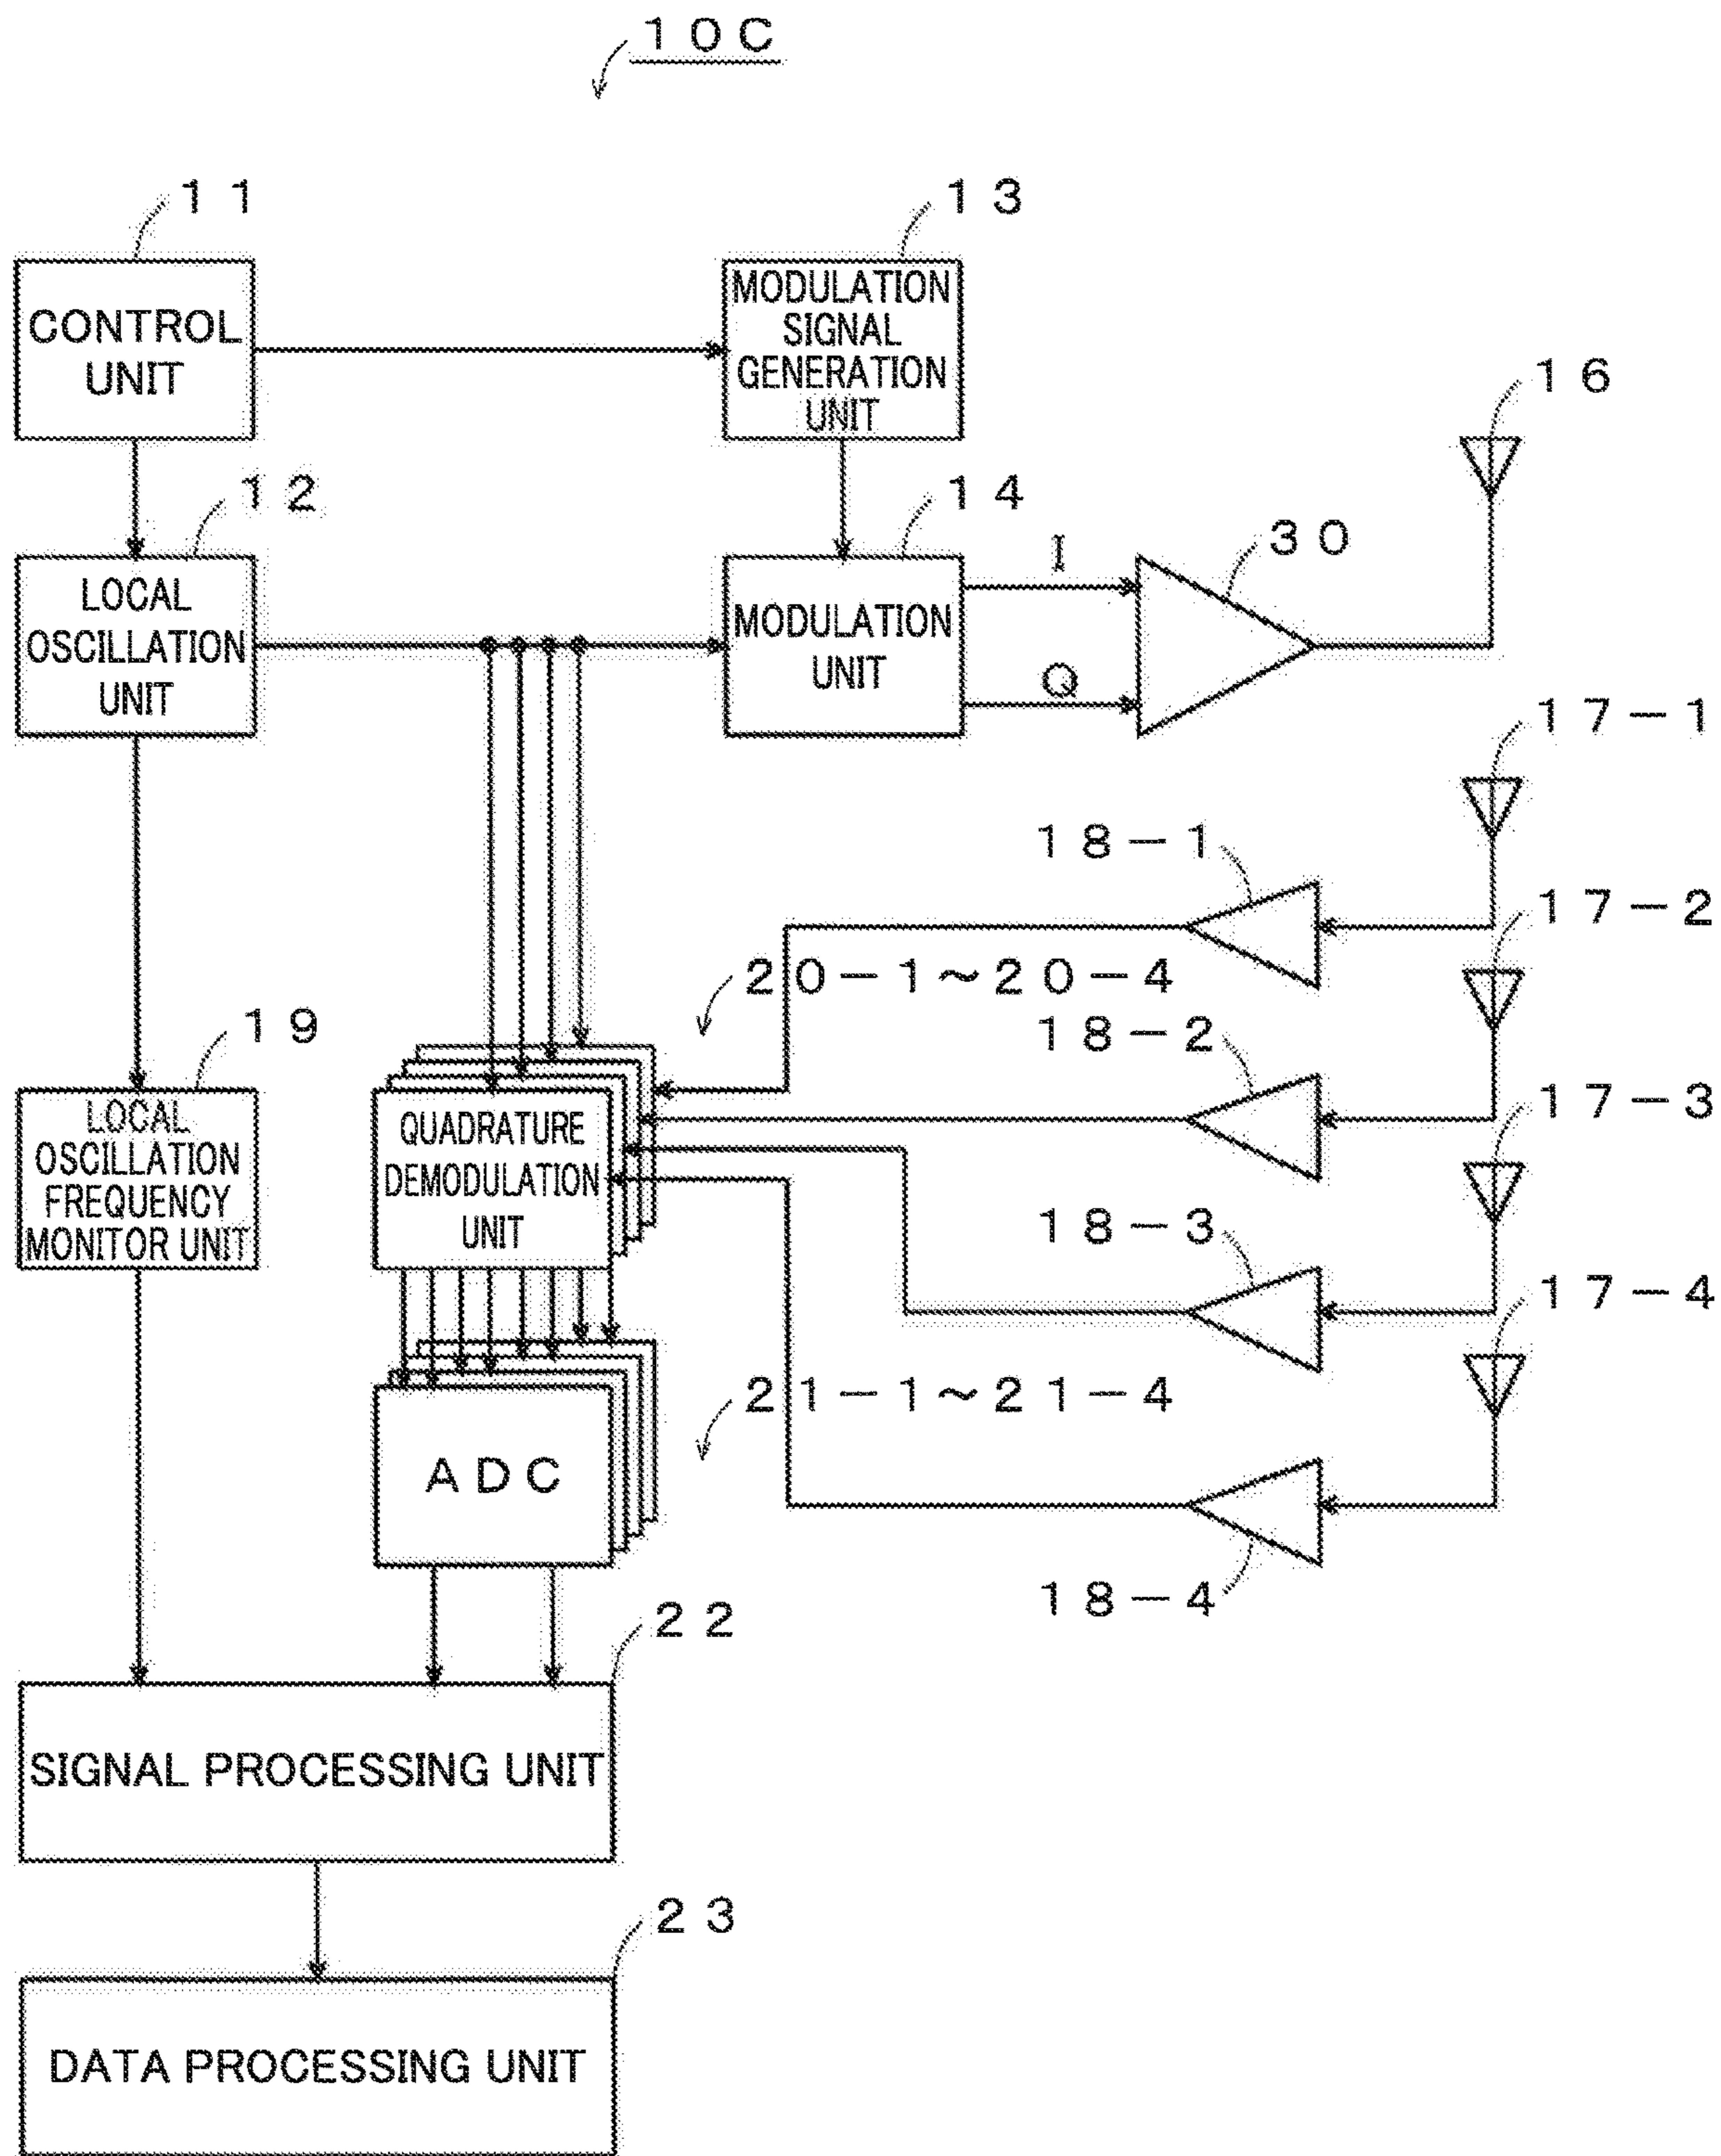 10C
11
13
CONTROL
UNIT
MODULATION
SIGNAL
GENERATION
UNIT
16
12
14
30
I
LOCAL
OSCILLATION
UNIT
MODULATION
UNIT
Q
17-1
18-1
17-2
20-1~20-4
19
18-2
17-3
LOCAL
OSCILLATION
FREQUENCY
MONITOR UNIT
QUADRATURE
DEMODULATION
UNIT
18-3
17-4
21-1~21-4
ADC
18-4
22
SIGNAL PROCESSING UNIT
23
DATA PROCESSING UNIT